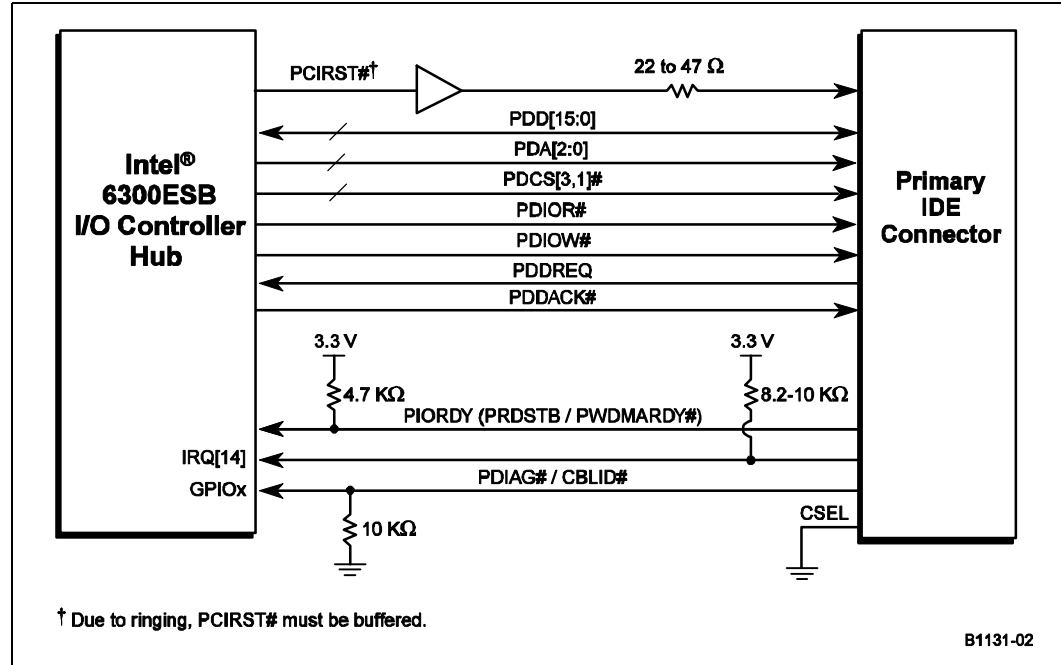 PCIRST#†
22 to 47 Ω
PDD[15:0]
PDA[2:0]
PDCS[3,1]#
PDIOR#
PDIOW#
PDDREQ
PDDACK#
Intel®
6300ESB
I/O Controller
Hub
Primary
IDE
Connector
3.3 V
3.3 V
4.7 KΩ
8.2-10 KΩ
PIORDY (PRDSTB / PWDMARDY#)
IRQ[14]
PDIAG# / CBLID#
GPIOx
CSEL
10 KΩ
† Due to ringing, PCIRST# must be buffered.
B1131-02